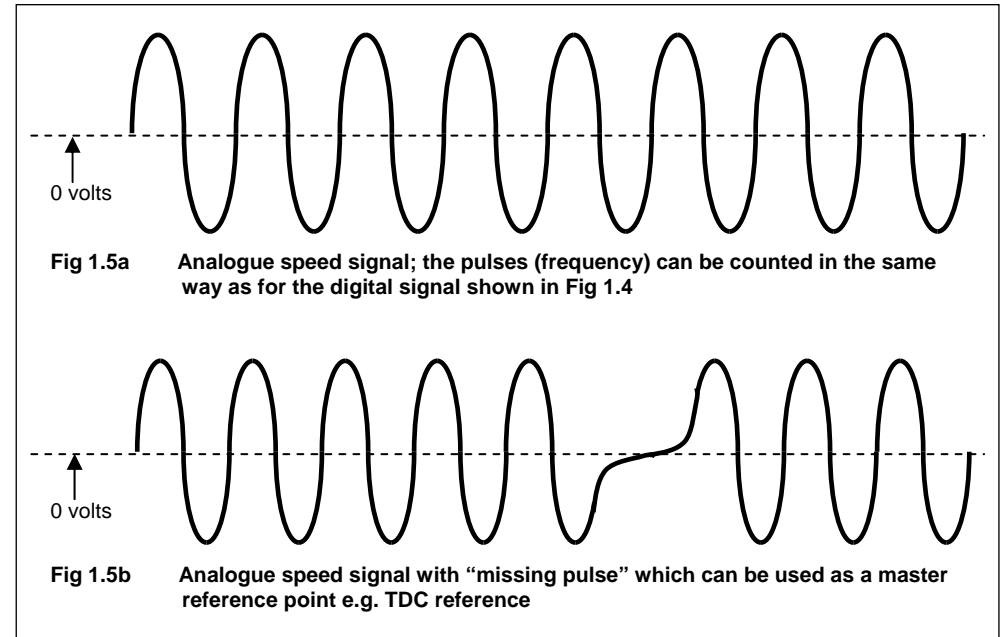 0 volts
Fig 1.5a Analogue speed signal; the pulses (frequency) can be counted in the same
way as for the digital signal shown in Fig 1.4
0 volts
Fig 1.5b Analogue speed signal with “missing pulse” which can be used as a master
reference point e.g. TDC reference